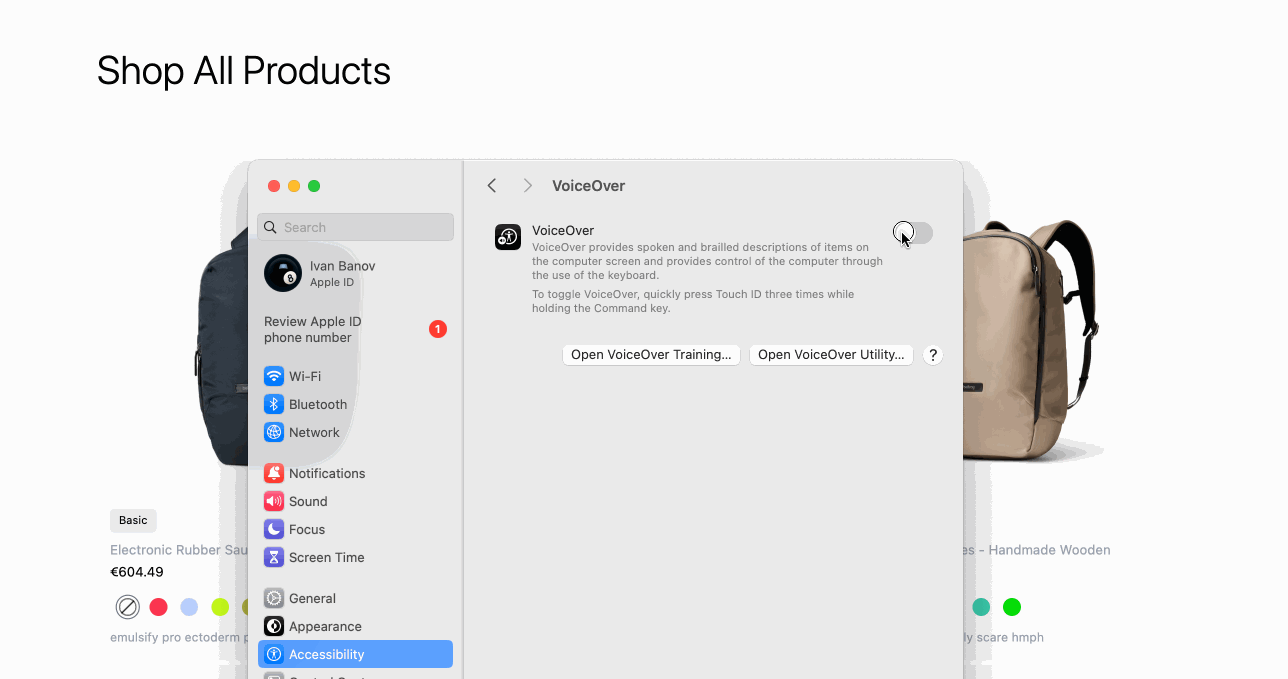 Shop All Products
VoiceOver
Search
Ivan Banov
Apple ID
Review Apple ID
phone number
1
Wi-Fi
Bluetooth
Network
Notifications
Sound
Focus
Screen Time
General
Appearance
Accessibility
VoiceOver
VoiceOver provides spoken and brailled descriptions of items on
the computer screen and provides control of the computer through
the use of the keyboard.
To toggle VoiceOver, quickly press Touch ID three times while
holding the Command key.
Open VoiceOver Training...
Open VoiceOver Utility...
?
Basic
Electronic Rubber Sau
€604.49
emulsify pro ectoderm p
es - Handmade Wooden
ly scare hmph